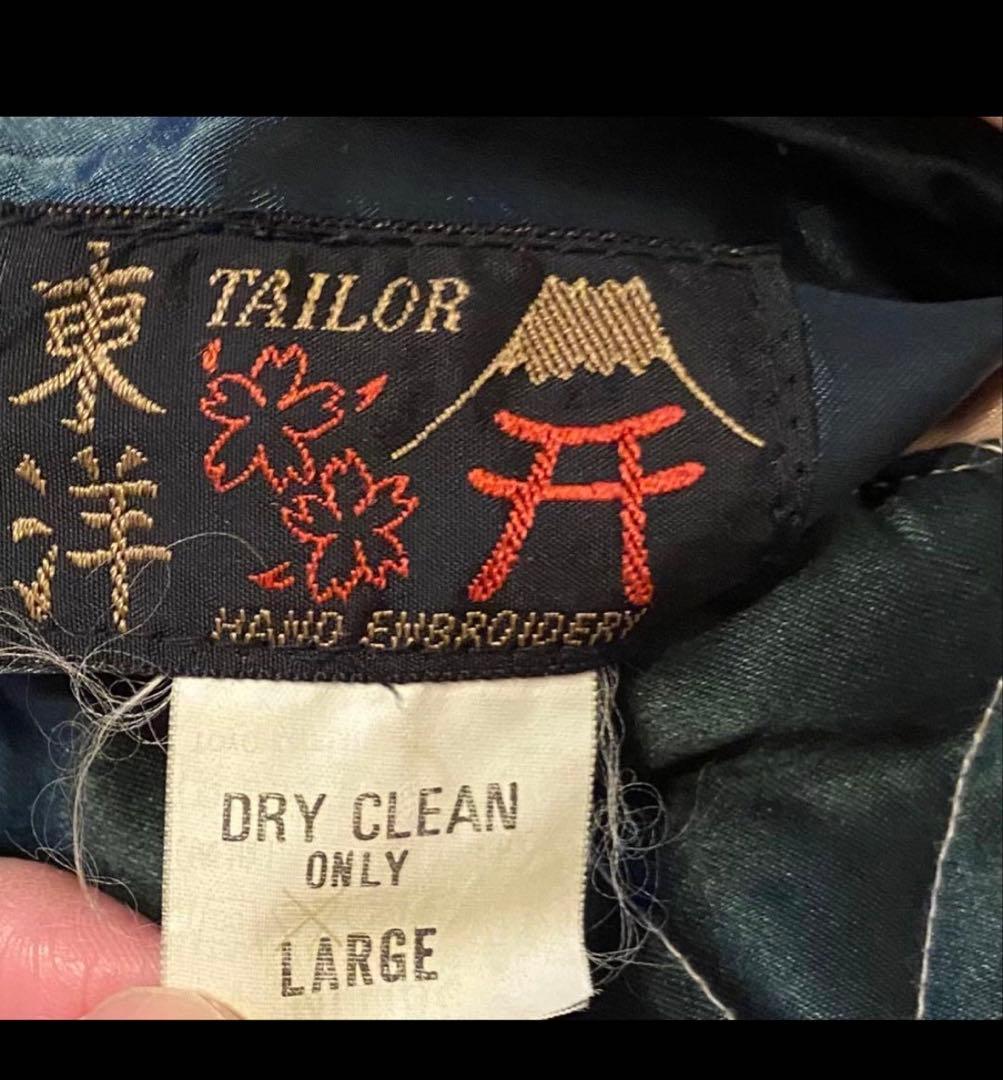 東洋
TAILOR
HAND EMBROIDERY
DRY CLEAN
ONLY
LARGE